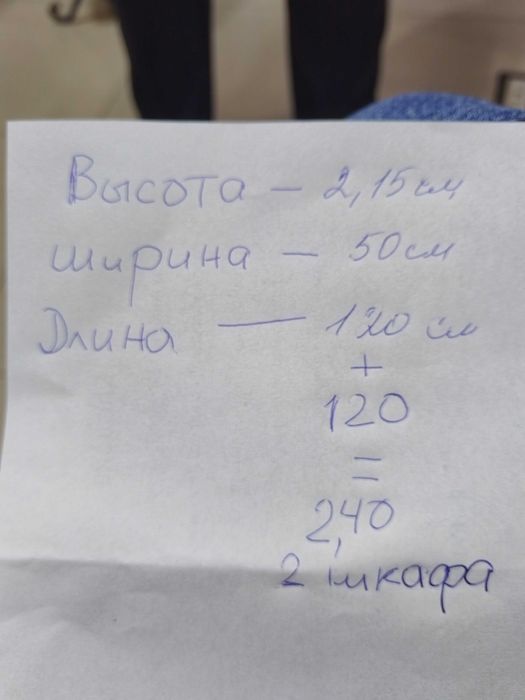 Высота - 2,15 см
ширина - 50 см
Длина — 120 см
+
120
=
2,40
2 шкафа